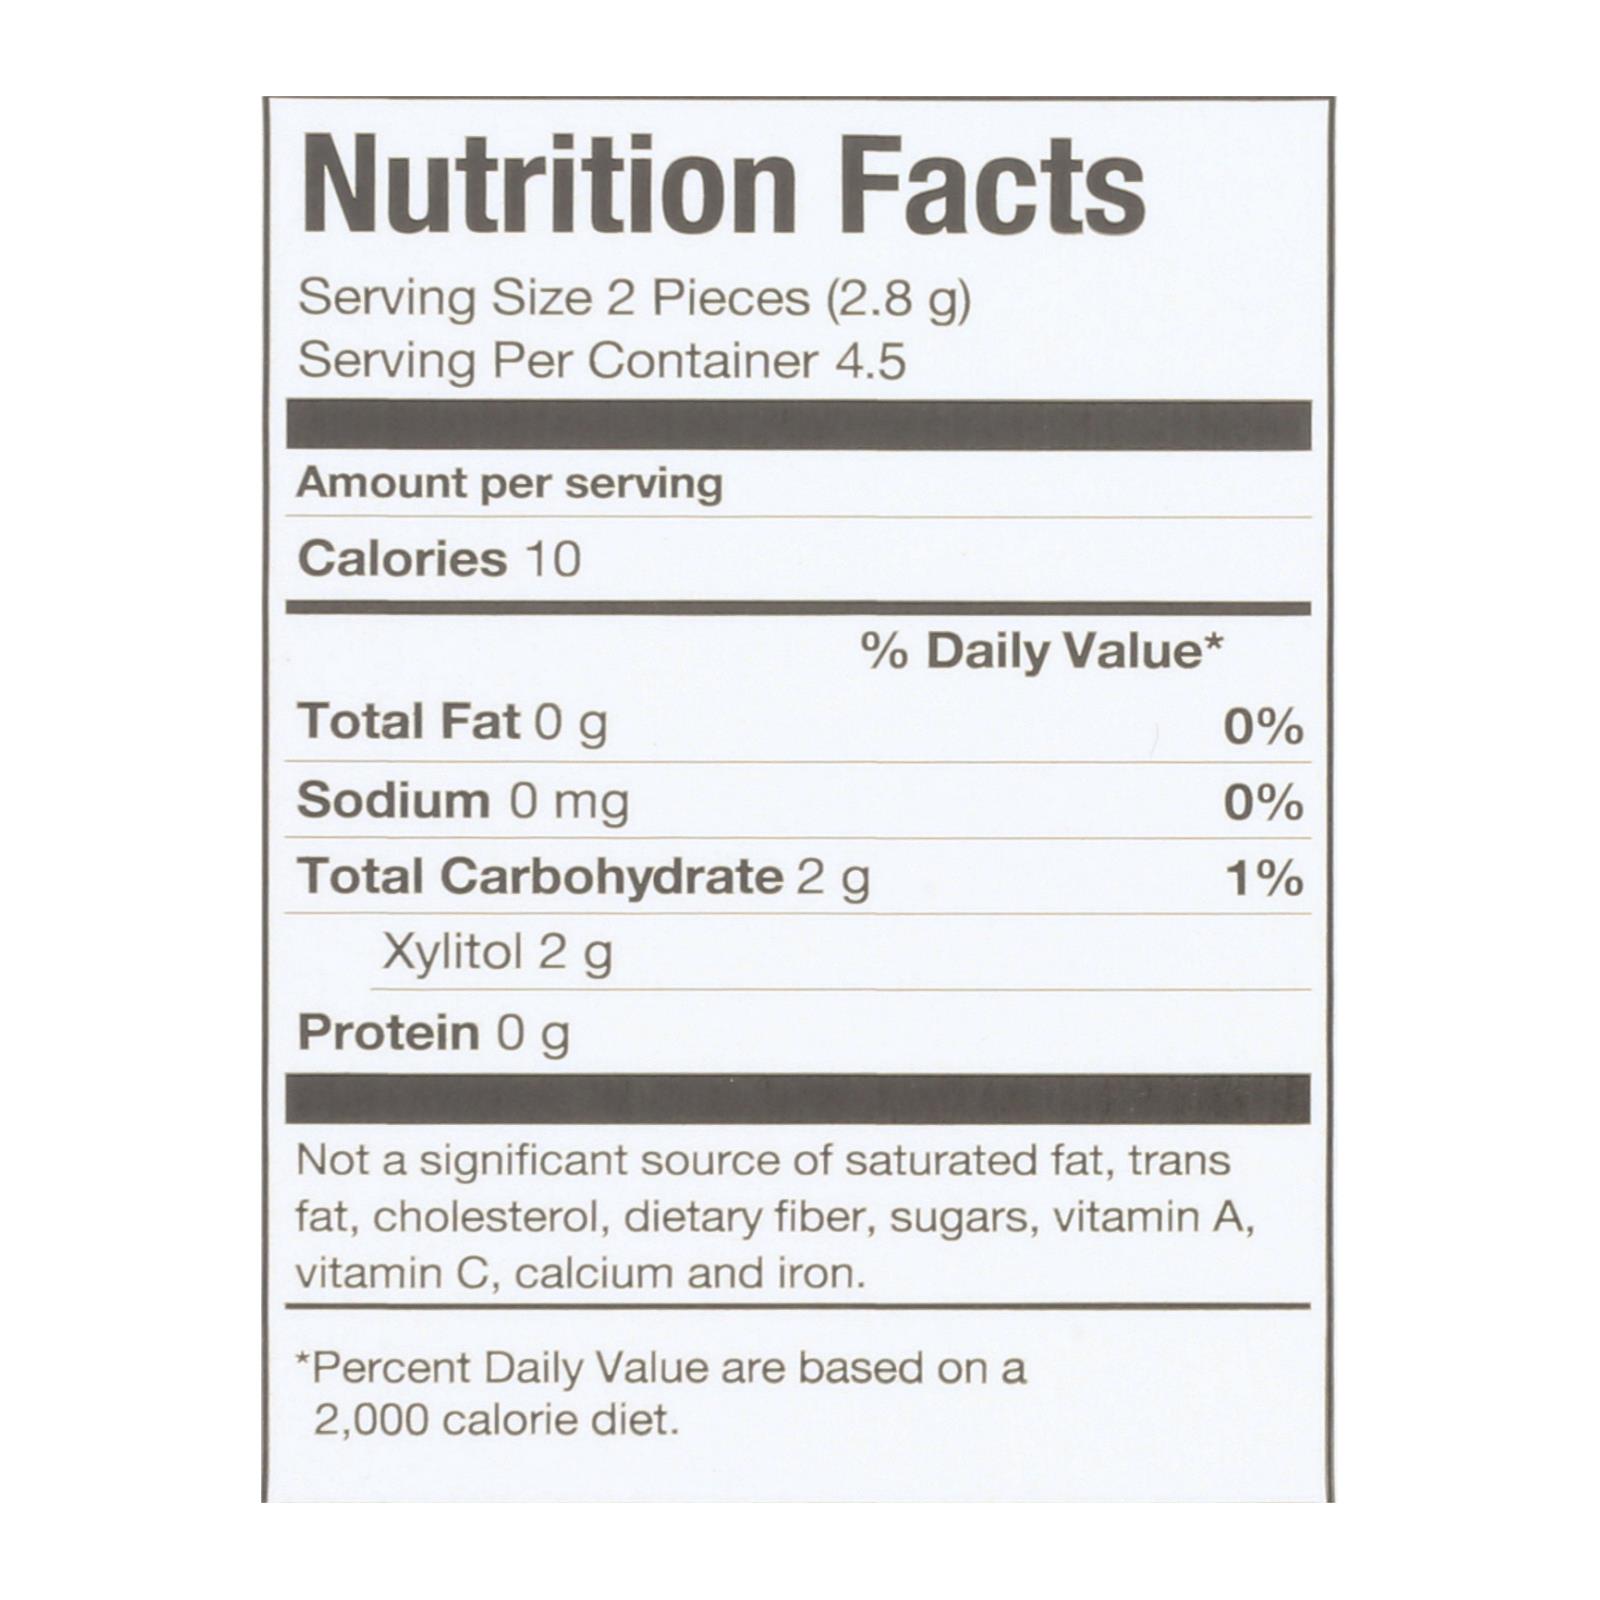 Nutrition Facts
Serving Size 2 Pieces (2.8 g)
Serving Per Container 4.5
Amount per serving
Calories 10
% Daily Value*
Total Fat 0 g 0%
Sodium 0 mg 0%
Total Carbohydrate 2 g 1%
Xylitol 2 g
Protein 0 g
Not a significant source of saturated fat, trans
fat, cholesterol, dietary fiber, sugars, vitamin A,
vitamin C, calcium and iron.
*Percent Daily Value are based on a
2,000 calorie diet.